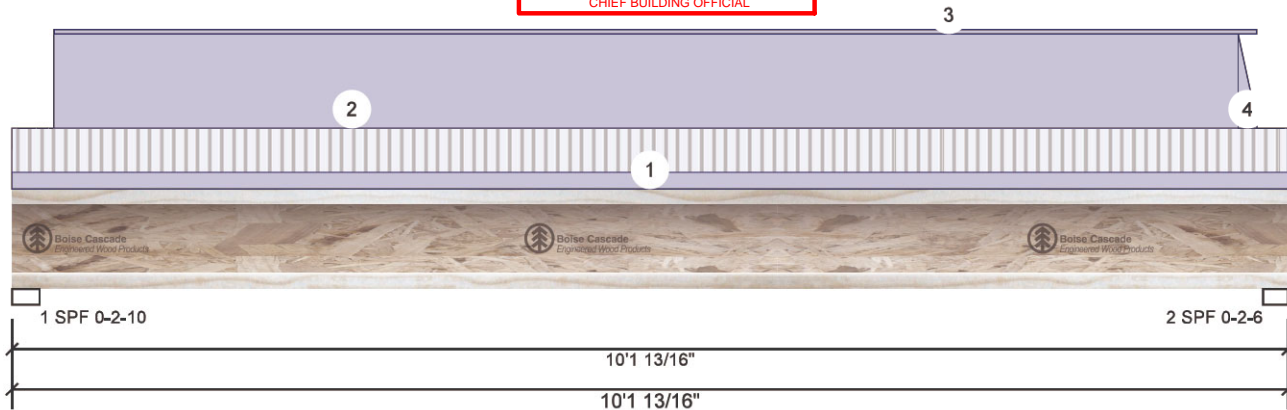 CHIEF BUILDING OFFICIAL
3
2
4
1
Boise Cascade
Engineered Wood Products
Boise Cascade
Engineered Wood Products
Boise Cascade
Engineered Wood Products
1 SPF 0-2-10
2 SPF 0-2-6
10'1 13/16"
10'1 13/16"